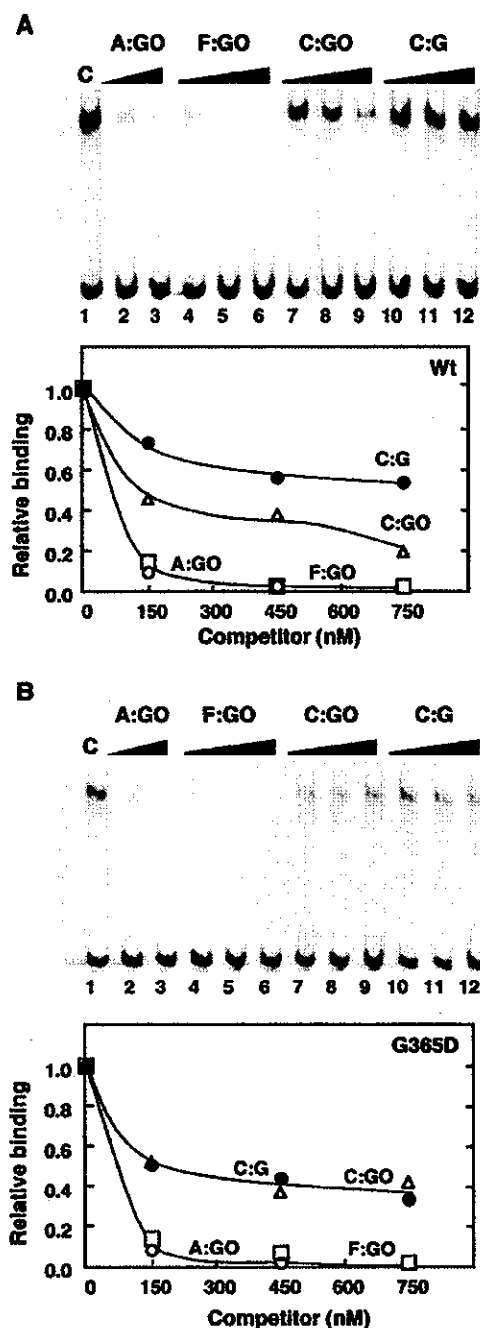 A
A:GO F:GO C:GO C:G
C
1 2 3 4 5 6 7 8 9 10 11 12
Wt
Relative binding
1.0
0.8
0.6
0.4
0.2
0.0
C:G
C:GO
A:GO
F:GO
0 150 300 450 600 750
Competitor (nM)
B
A:GO F:GO C:GO C:G
C
1 2 3 4 5 6 7 8 9 10 11 12
G365D
Relative binding
1.0
0.8
0.6
0.4
0.2
0.0
C:G
C:GO
A:GO
F:GO
0 150 300 450 600 750
Competitor (nM)